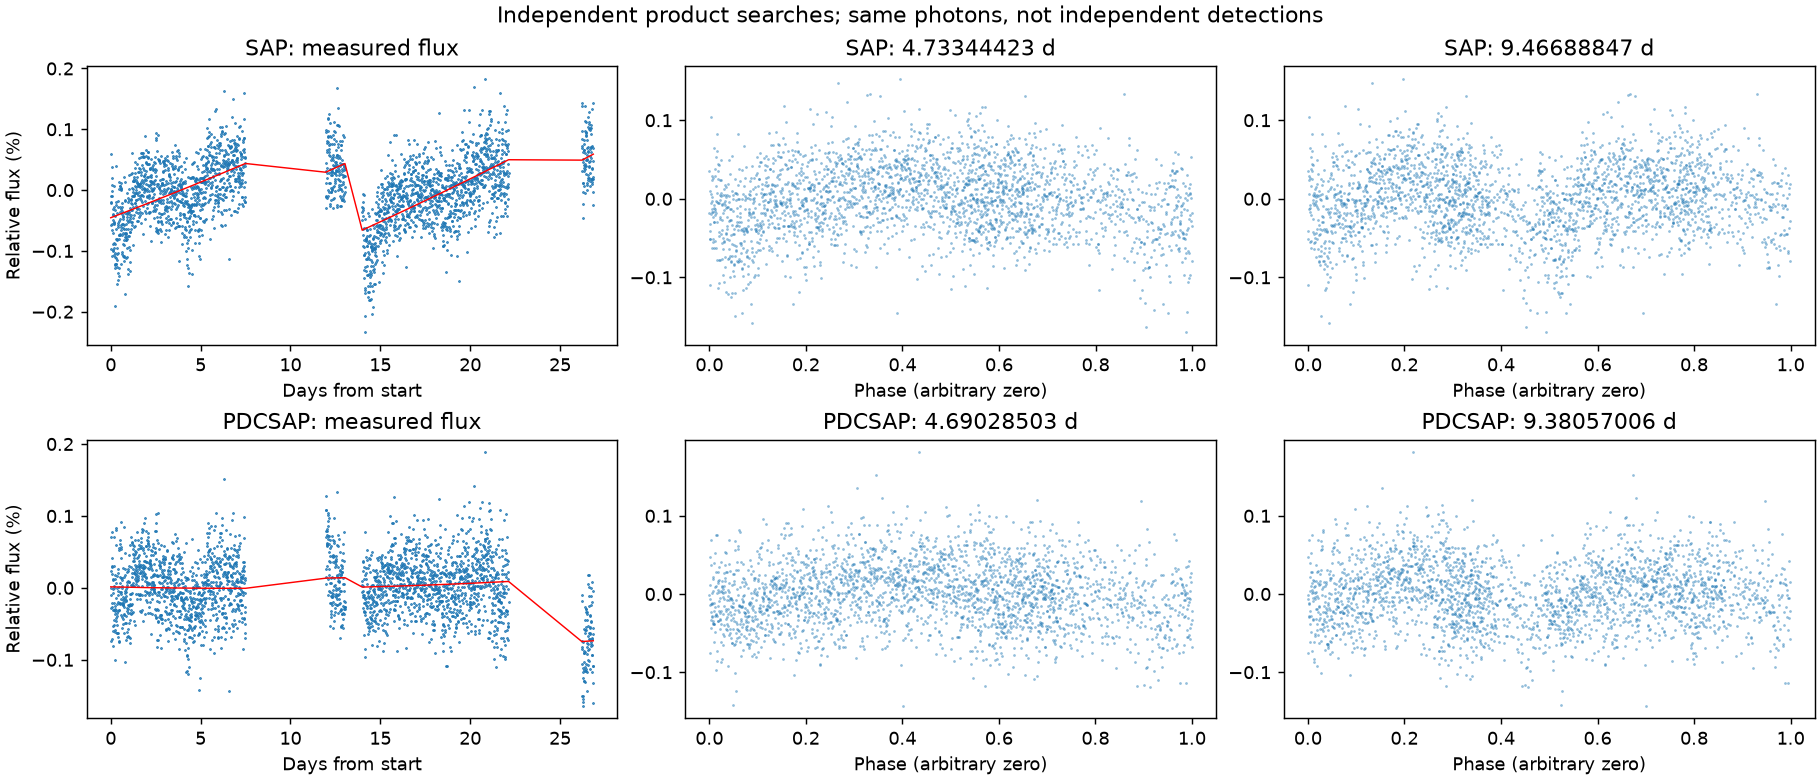 Independent product searches; same photons, not independent detections
SAP: measured flux
SAP: 4.73344423 d
SAP: 9.46688847 d
Relative flux (%)
0.2
0.1
0.0
−0.1
−0.2
0.1
0.0
−0.1
0.1
0.0
−0.1
0 5 10 15 20 25
0.0 0.2 0.4 0.6 0.8 1.0
0.0 0.2 0.4 0.6 0.8 1.0
Days from start
Phase (arbitrary zero)
Phase (arbitrary zero)
PDCSAP: measured flux
PDCSAP: 4.69028503 d
PDCSAP: 9.38057006 d
Relative flux (%)
0.2
0.1
0.0
−0.1
0.1
0.0
−0.1
0.1
0.0
−0.1
0 5 10 15 20 25
0.0 0.2 0.4 0.6 0.8 1.0
0.0 0.2 0.4 0.6 0.8 1.0
Days from start
Phase (arbitrary zero)
Phase (arbitrary zero)